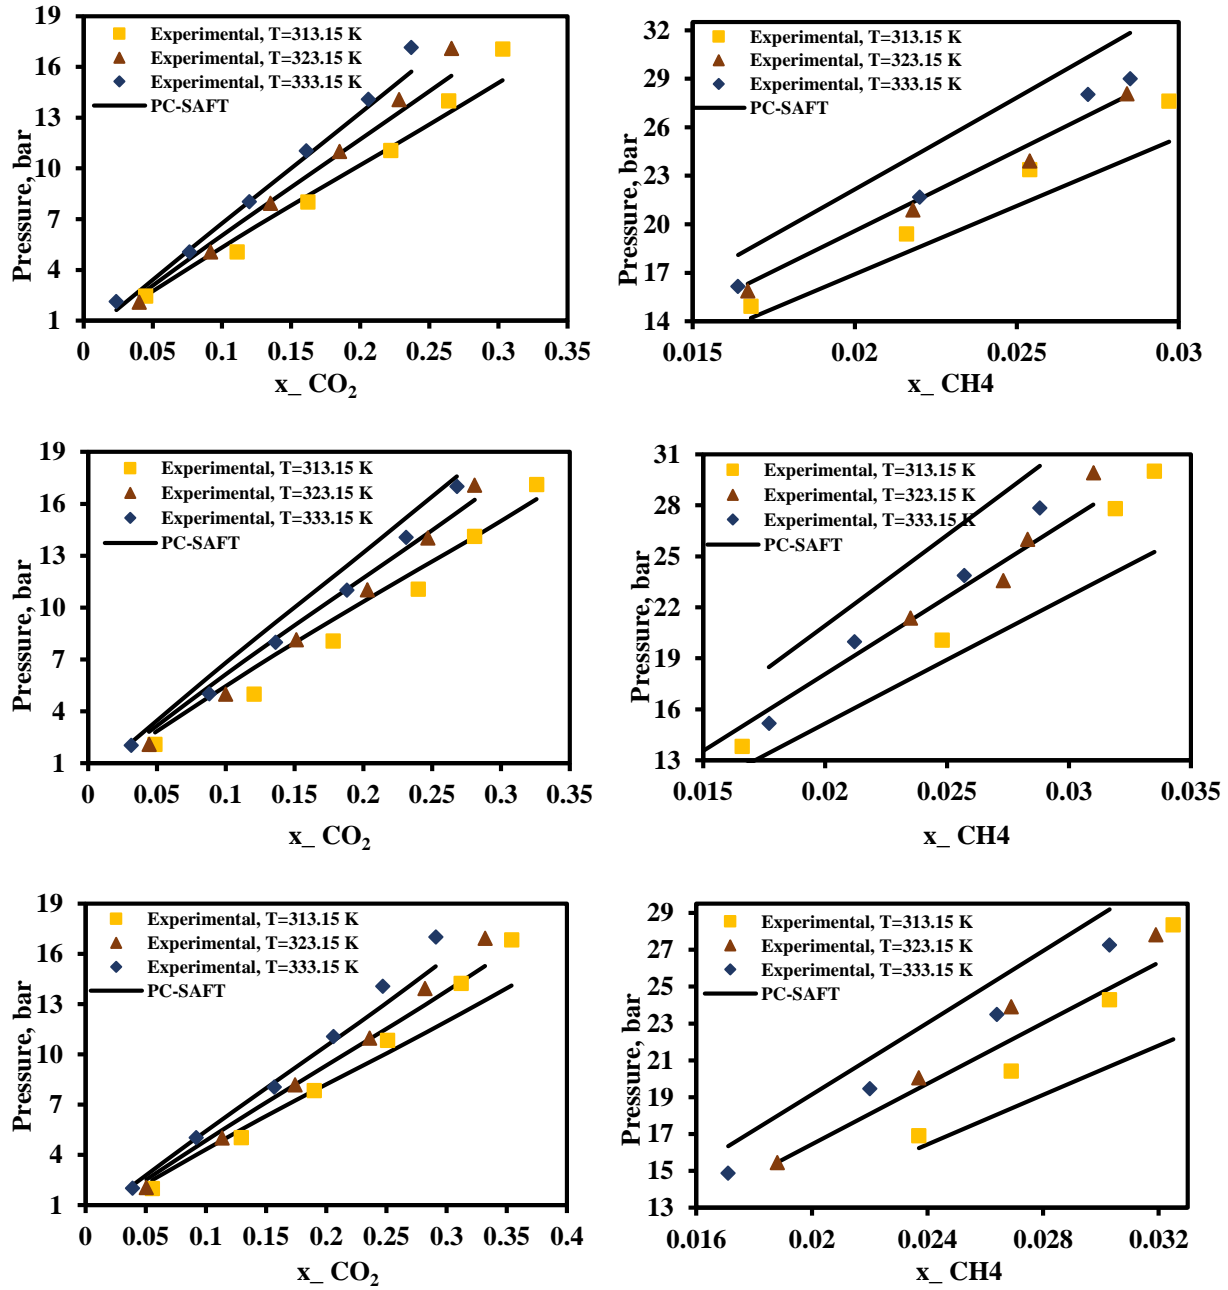 19
16
13
10
7
4
1
Pressure, bar
Experimental, T=313.15 K
Experimental, T=323.15 K
Experimental, T=333.15 K
PC-SAFT
0 0.05 0.1 0.15 0.2 0.25 0.3 0.35
x_ CO₂
32
29
26
23
20
17
14
Pressure, bar
Experimental, T=313.15 K
Experimental, T=323.15 K
Experimental, T=333.15 K
PC-SAFT
0.015 0.02 0.025 0.03
x_ CH4
19
16
13
10
7
4
1
Pressure, bar
Experimental, T=313.15 K
Experimental, T=323.15 K
Experimental, T=333.15 K
PC-SAFT
0 0.05 0.1 0.15 0.2 0.25 0.3 0.35
x_ CO₂
31
28
25
22
19
16
13
Pressure, bar
Experimental, T=313.15 K
Experimental, T=323.15 K
Experimental, T=333.15 K
PC-SAFT
0.015 0.02 0.025 0.03 0.035
x_ CH4
19
16
13
10
7
4
1
Pressure, bar
Experimental, T=313.15 K
Experimental, T=323.15 K
Experimental, T=333.15 K
PC-SAFT
0 0.05 0.1 0.15 0.2 0.25 0.3 0.35 0.4
x_ CO₂
29
27
25
23
21
19
17
15
13
Pressure, bar
Experimental, T=313.15 K
Experimental, T=323.15 K
Experimental, T=333.15 K
PC-SAFT
0.016 0.02 0.024 0.028 0.032
x_ CH4